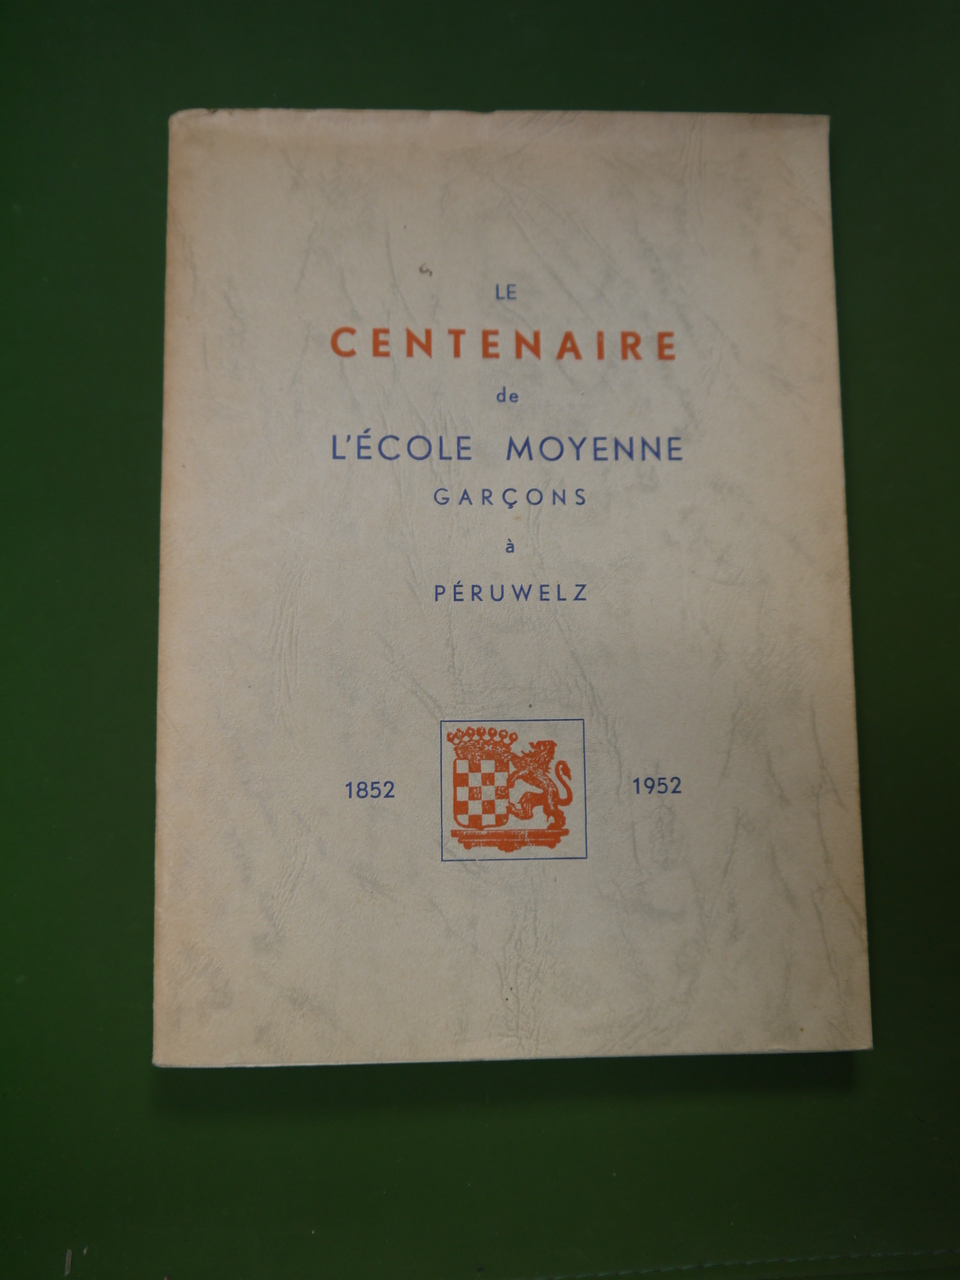 LE
CENTENAIRE
de
L'ÉCOLE MOYENNE
GARÇONS
à
PÉRUWELZ
1852 1952